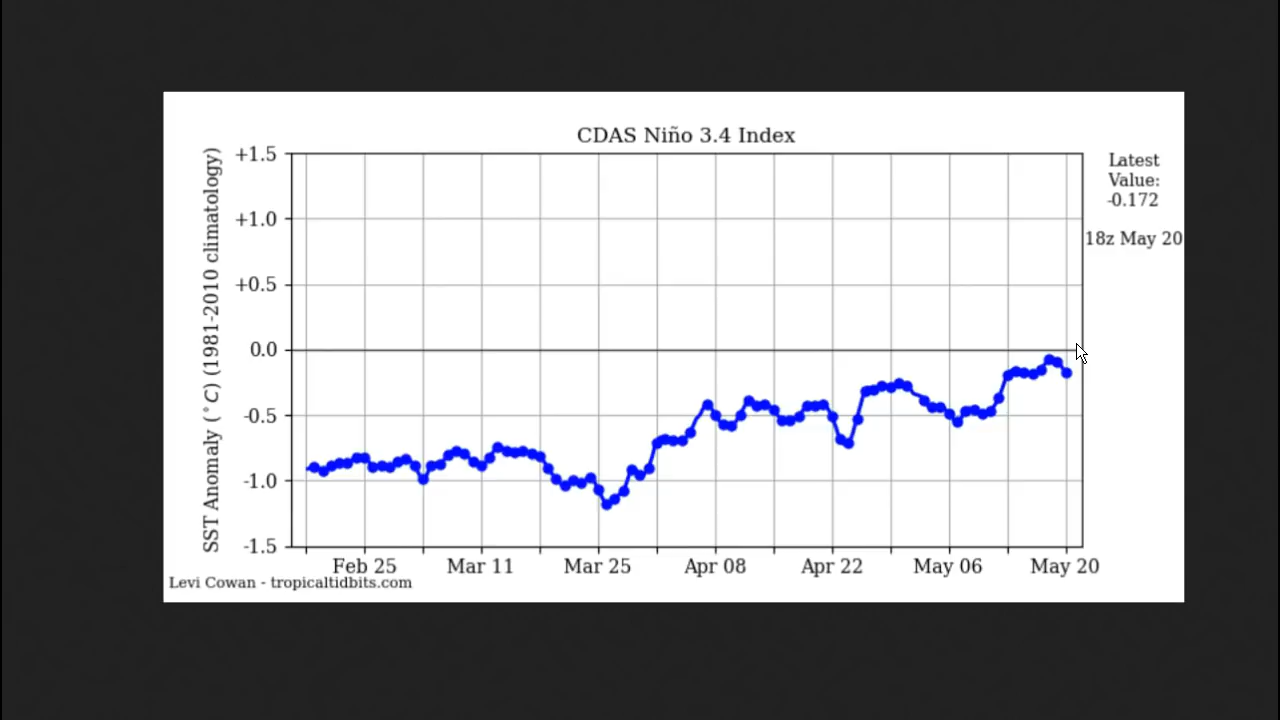 CDAS Niño 3.4 Index
SST Anomaly (°C) (1981-2010 climatology)
+1.5
+1.0
+0.5
0.0
-0.5
-1.0
-1.5
Feb 25
Mar 11
Mar 25
Apr 08
Apr 22
May 06
May 20
Latest
Value:
-0.172
18z May 20
Levi Cowan - tropicaltidbits.com